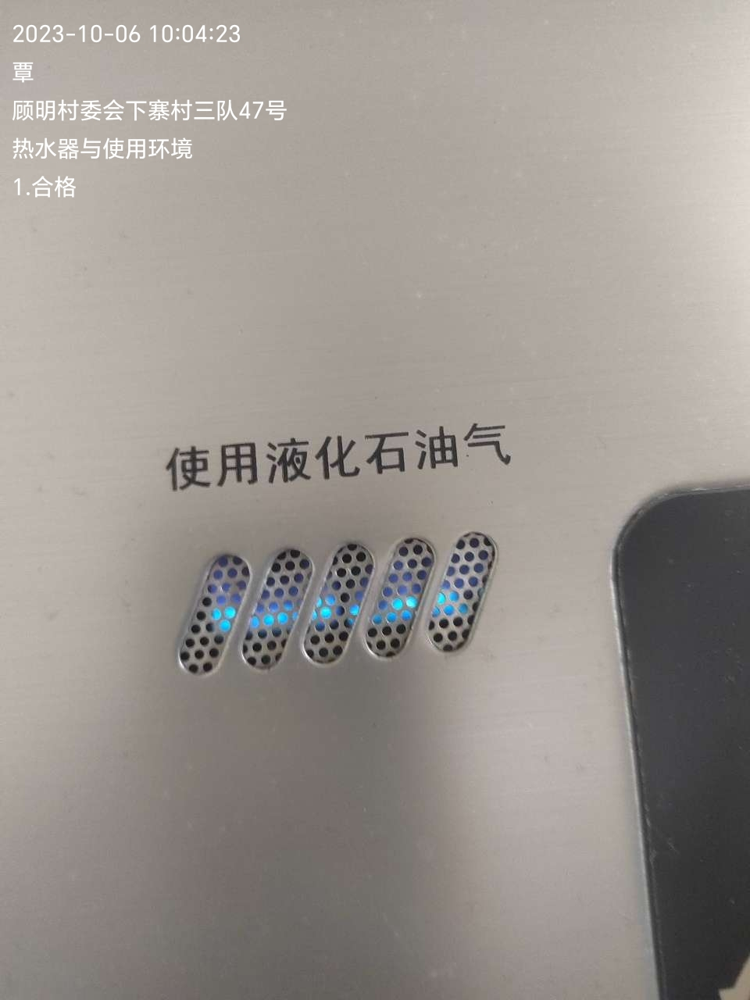 2023-10-06 10:04:23
覃
顾明村委会下寨村三队47号
热水器与使用环境
1.合格
使用液化石油气